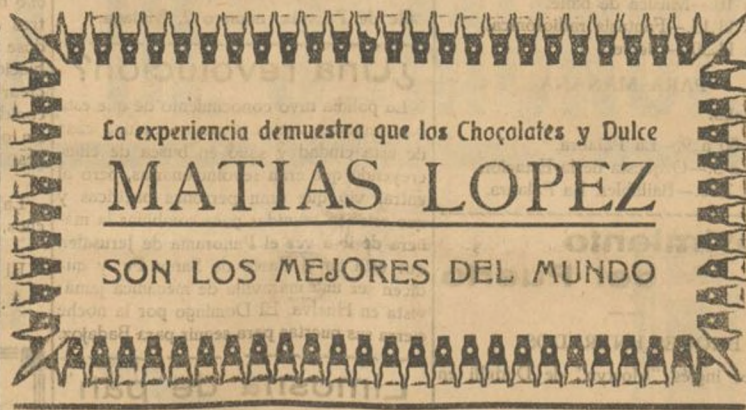 La experiencia demuestra que los Chocolates y Dulce
MATIAS LOPEZ
SON LOS MEJORES DEL MUNDO